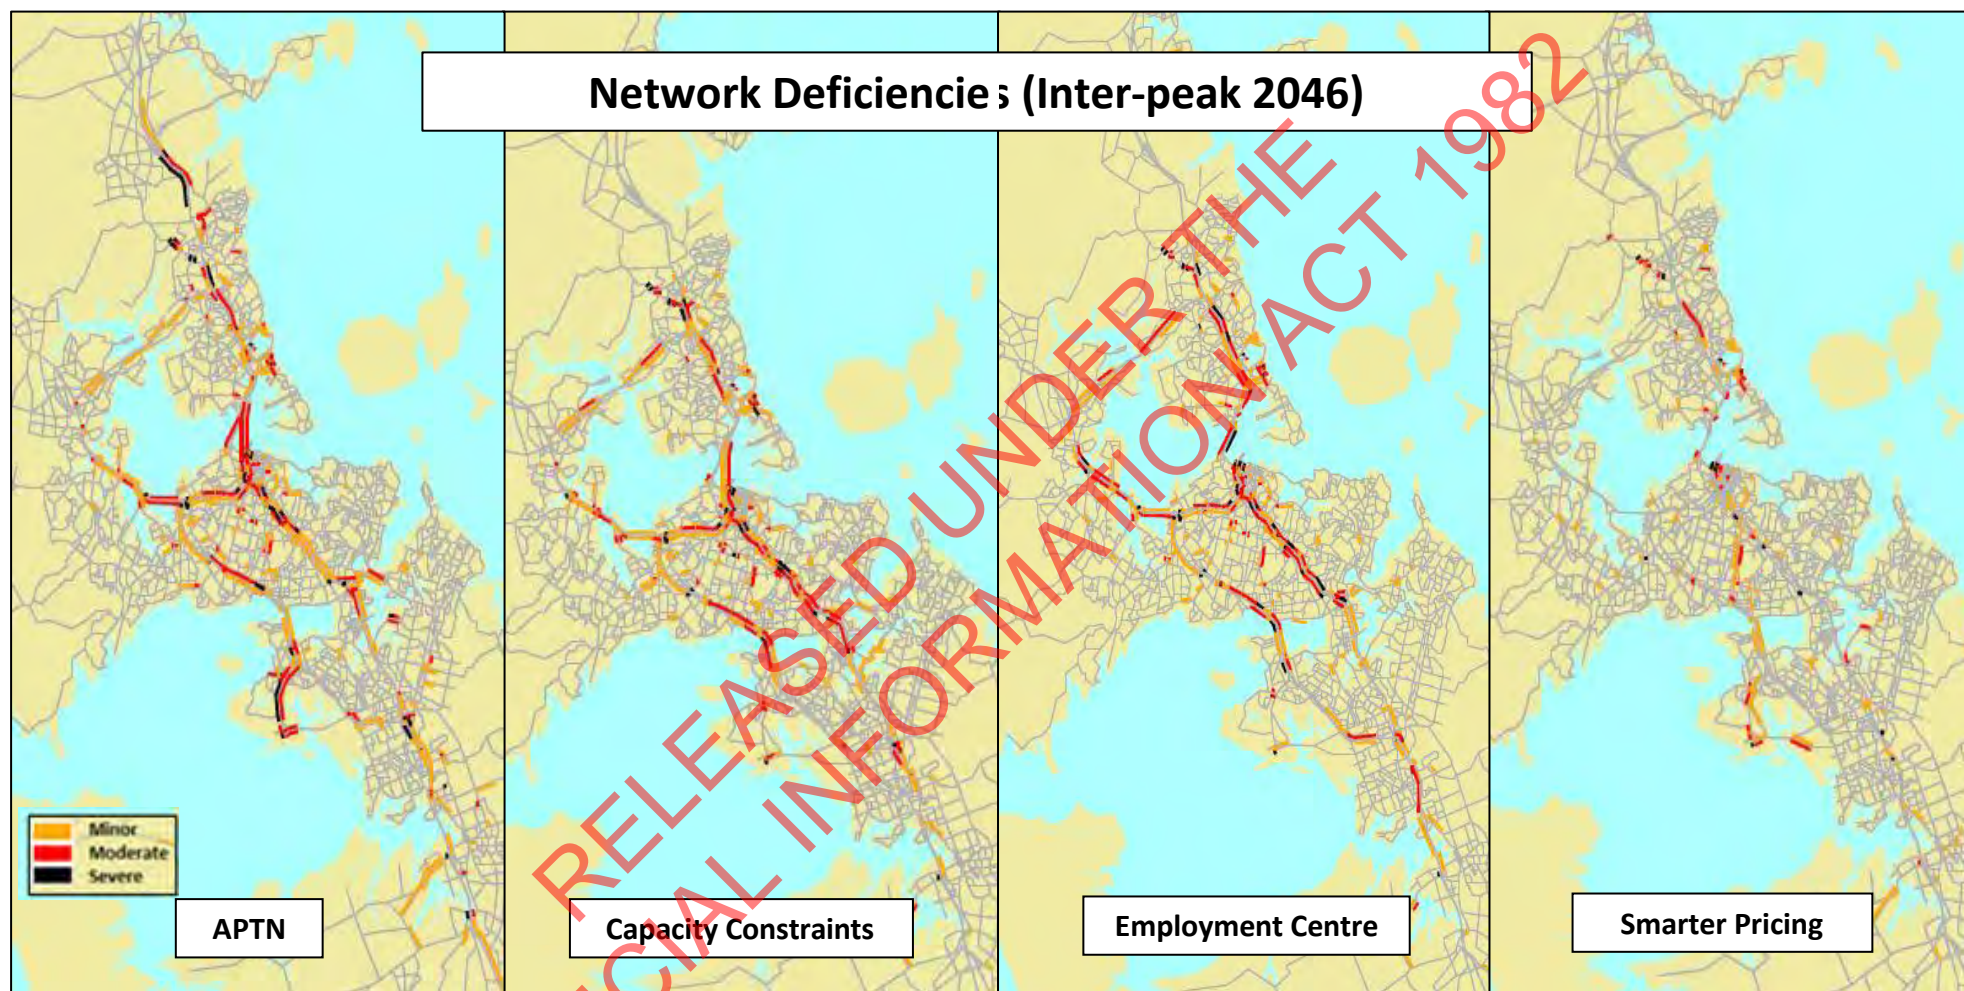 Network Deficiencies (Inter-peak 2046)
Minor
Moderate
Severe
APTN
Capacity Constraints
Employment Centre
Smarter Pricing
RELEASED UNDER THE
CIAL INFORMATION ACT 1982